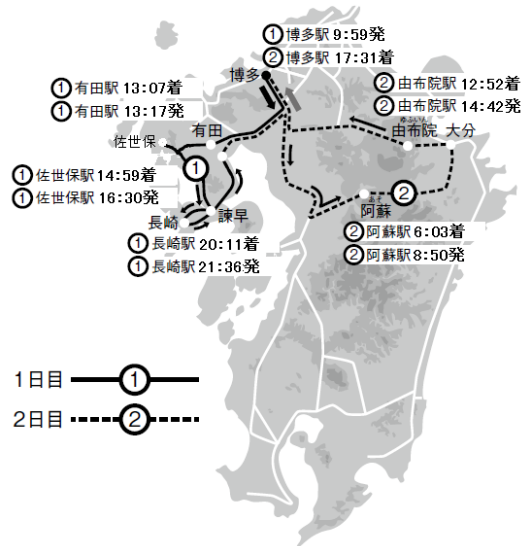 ① 博多駅 9:59発
② 博多駅 17:31着
① 有田駅 13:07着
① 有田駅 13:17発
博多
② 由布院駅 12:52着
② 由布院駅 14:42発
佐世保
有田
ゆふいん
由布院
大分
① 佐世保駅 14:59着
① 佐世保駅 16:30発
①
長崎
諫早
あそ
阿蘇
②
① 長崎駅 20:11着
① 長崎駅 21:36発
② 阿蘇駅 6:03着
② 阿蘇駅 8:50発
1日目 ①
2日目 ②